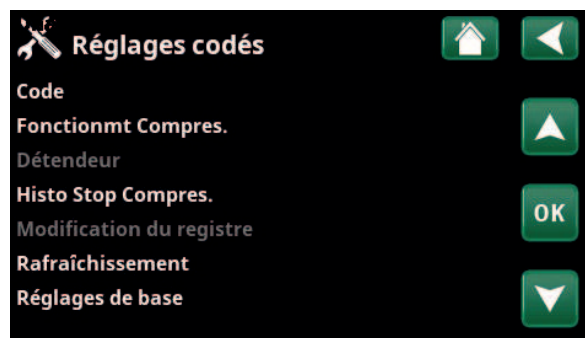 Réglages codés
Code
Fonctionmt Compres.
Détendeur
Histo Stop Compres.
OK
Modification du registre
Rafraîchissement
Réglages de base